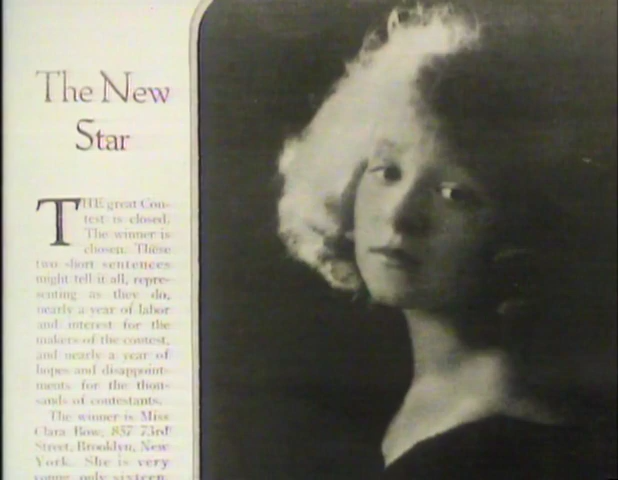 The New
Star
THE great Con-
test is closed.
The winner is
chosen. These
two short sentences
might tell it all, repre-
senting as they do,
nearly a year of labor
and interest for the
makers of the contest,
and nearly a year of
hopes and disappoint-
ments for the thou-
sands of contestants.
The winner is Miss
Clara Bow, 857 73rd
Street, Brooklyn, New
York. She is very
young, only sixteen,